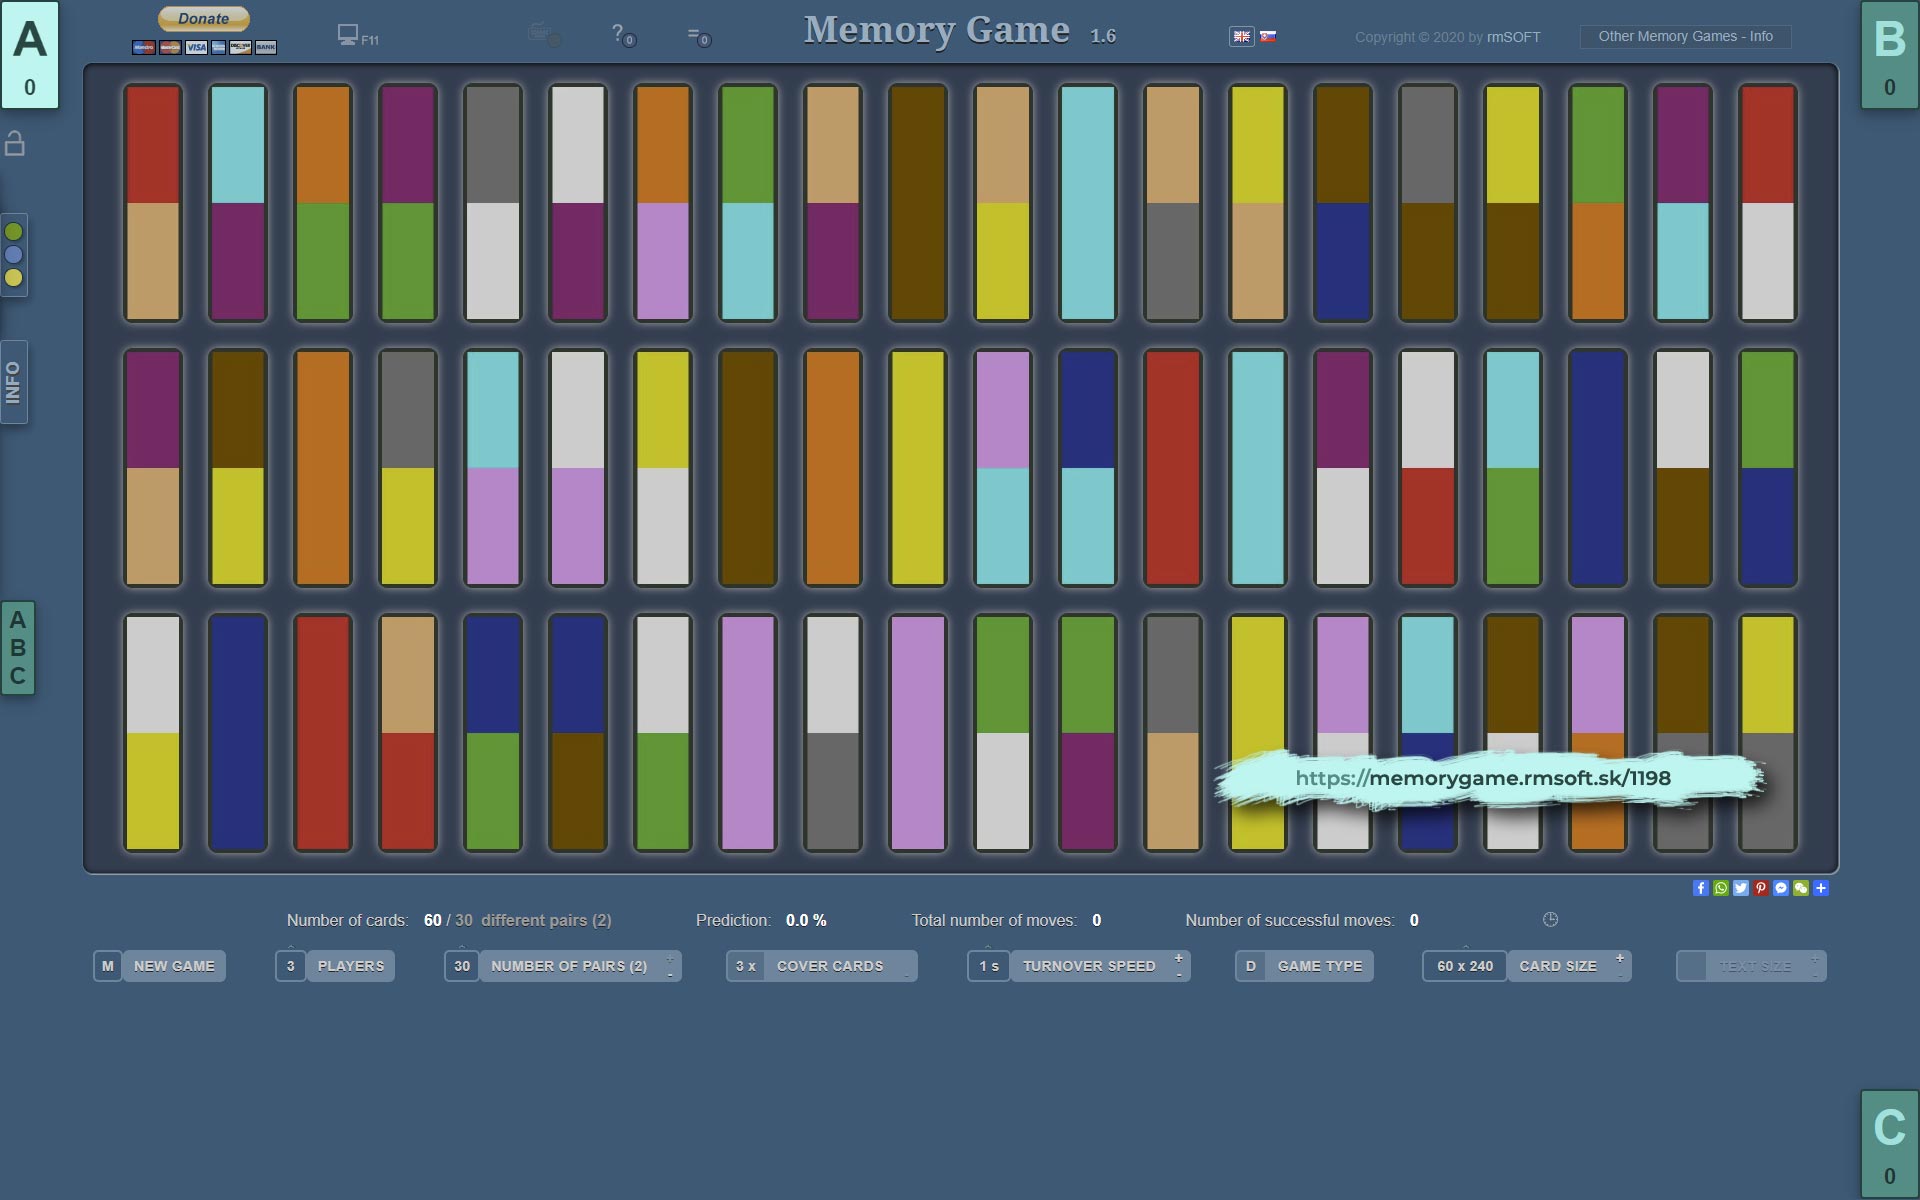 A
0
Donate
Maestro MasterCard VISA DISCOVER BANK
F11
?
0
=
0
Memory Game 1.6
Copyright © 2020 by rmSOFT
Other Memory Games - Info
B
0
INFO
A
B
C
https://memorygame.rmsoft.sk/1198
Number of cards: 60 / 30 different pairs (2) Prediction: 0.0 % Total number of moves: 0 Number of successful moves: 0
M NEW GAME 3 PLAYERS 30 NUMBER OF PAIRS (2) + - 3 x COVER CARDS - 1 s TURNOVER SPEED + - D GAME TYPE 60 x 240 CARD SIZE + - TEXT SIZE + -
C
0